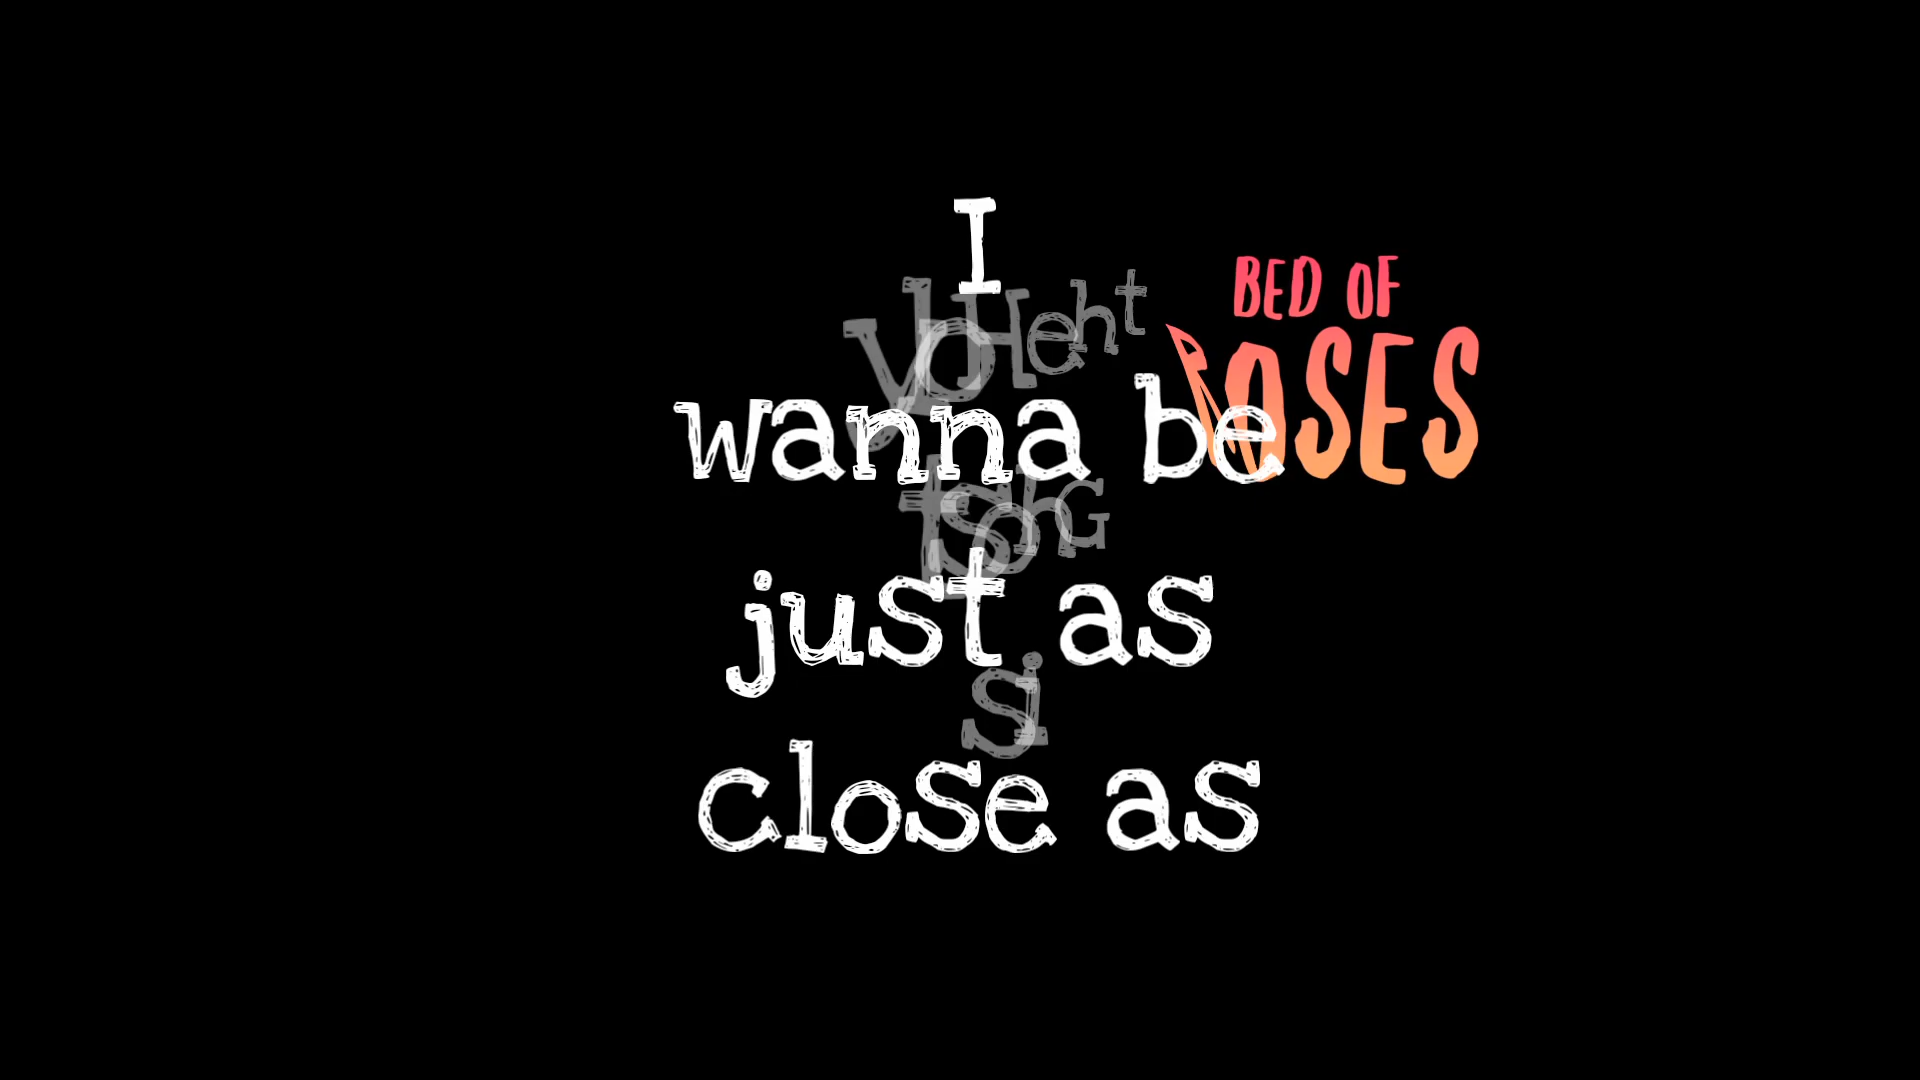 I
wanna be
just as
close as
BED OF
ROSES